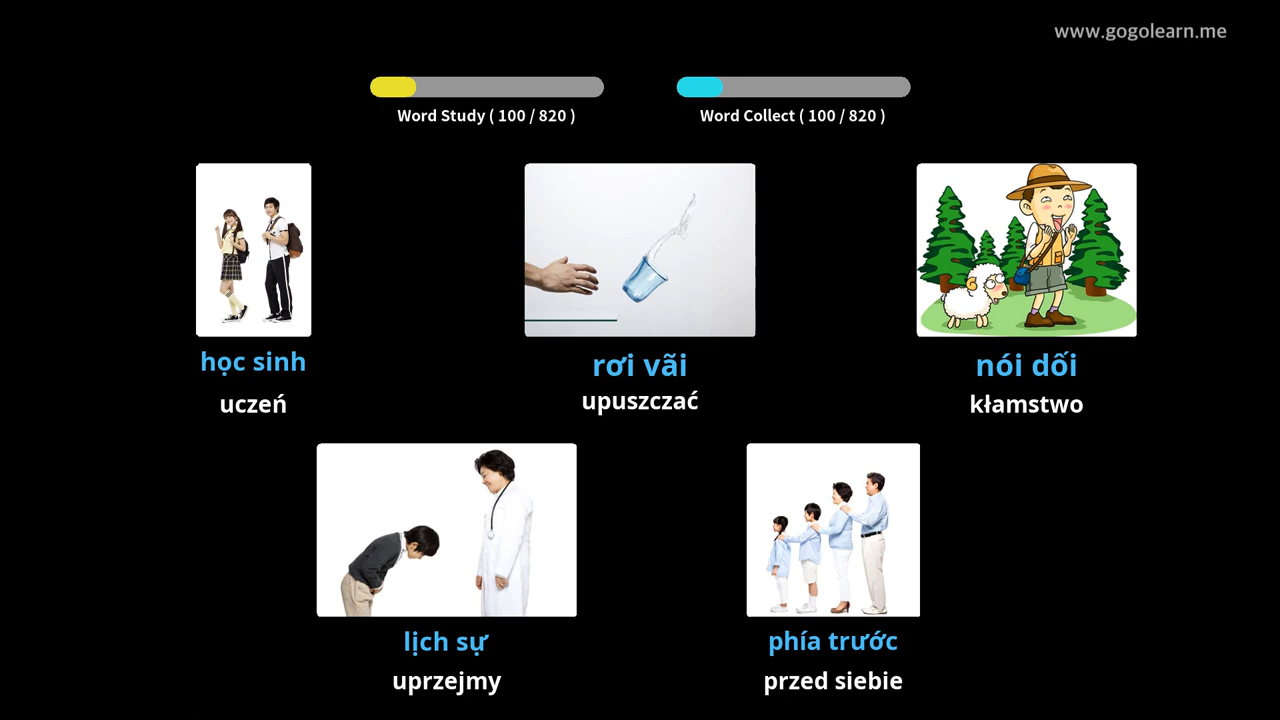 www.gogolearn.me
Word Study ( 100 / 820 )
Word Collect ( 100 / 820 )
học sinh
uczeń
rơi vãi
upuszczać
nói dối
kłamstwo
lịch sự
uprzejmy
phía trước
przed siebie